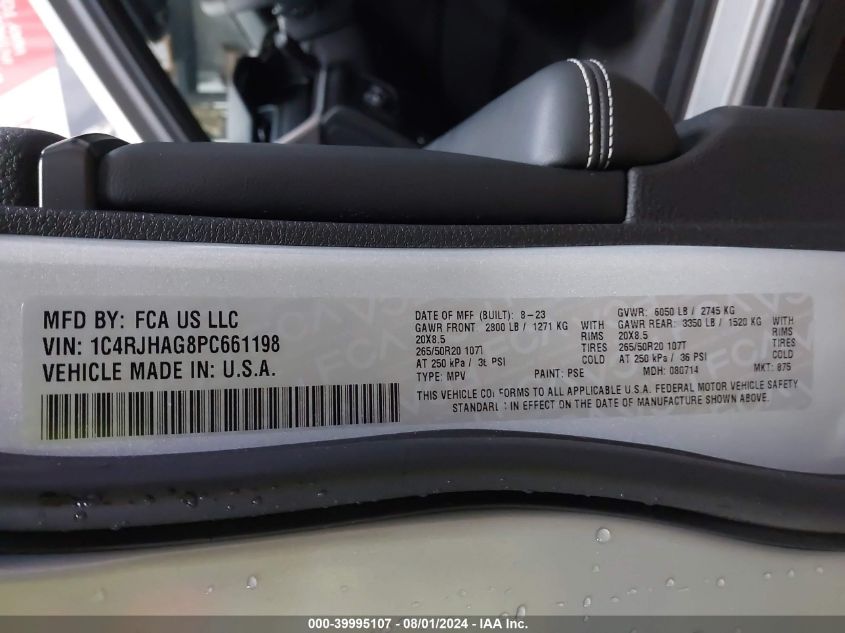 MFD BY: FCA US LLC
VIN: 1C4RJHAG8PC661198
VEHICLE MADE IN: U.S.A.
DATE OF MFF (BUILT): 8-23 GVWR: 6050 LB / 2745 KG
GAWR FRONT 2800 LB / 1271 KG WITH GAWR REAR: 3350 LB / 1520 KG WITH
20X8.5 RIMS 20X8.5 RIMS
265/50R20 107T TIRES 265/50R20 107T TIRES
AT 250 kPa / 36 PSI COLD AT 250 kPa / 36 PSI COLD
TYPE: MPV PAINT: PSE MDH: 080714 MKT: 875
THIS VEHICLE CONFORMS TO ALL APPLICABLE U.S.A. FEDERAL MOTOR VEHICLE SAFETY
STANDARDS IN EFFECT ON THE DATE OF MANUFACTURE SHOWN ABOVE.
000-39995107 - 08/01/2024 - IAA Inc.